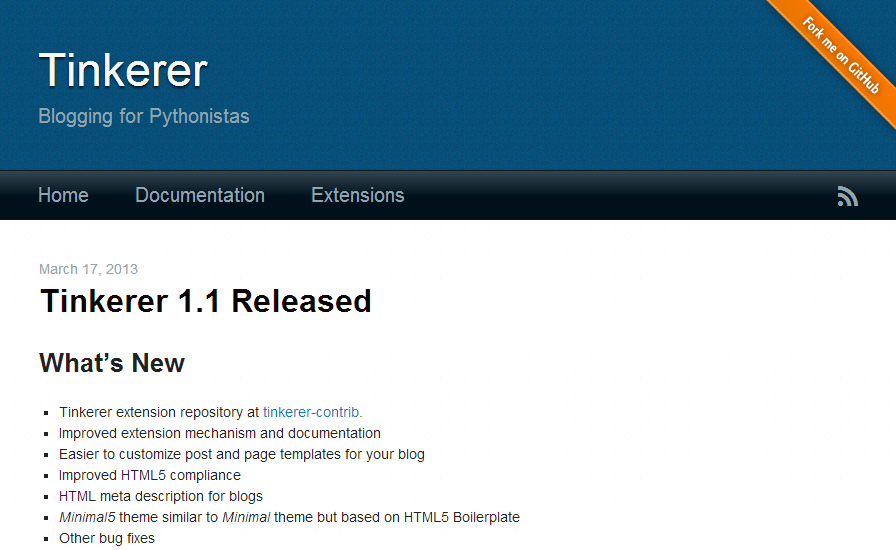 Fork me on GitHub
Tinkerer
Blogging for Pythonistas
Home Documentation Extensions
March 17, 2013
Tinkerer 1.1 Released
What’s New
Tinkerer extension repository at tinkerer-contrib.
Improved extension mechanism and documentation
Easier to customize post and page templates for your blog
Improved HTML5 compliance
HTML meta description for blogs
Minimal5 theme similar to Minimal theme but based on HTML5 Boilerplate
Other bug fixes